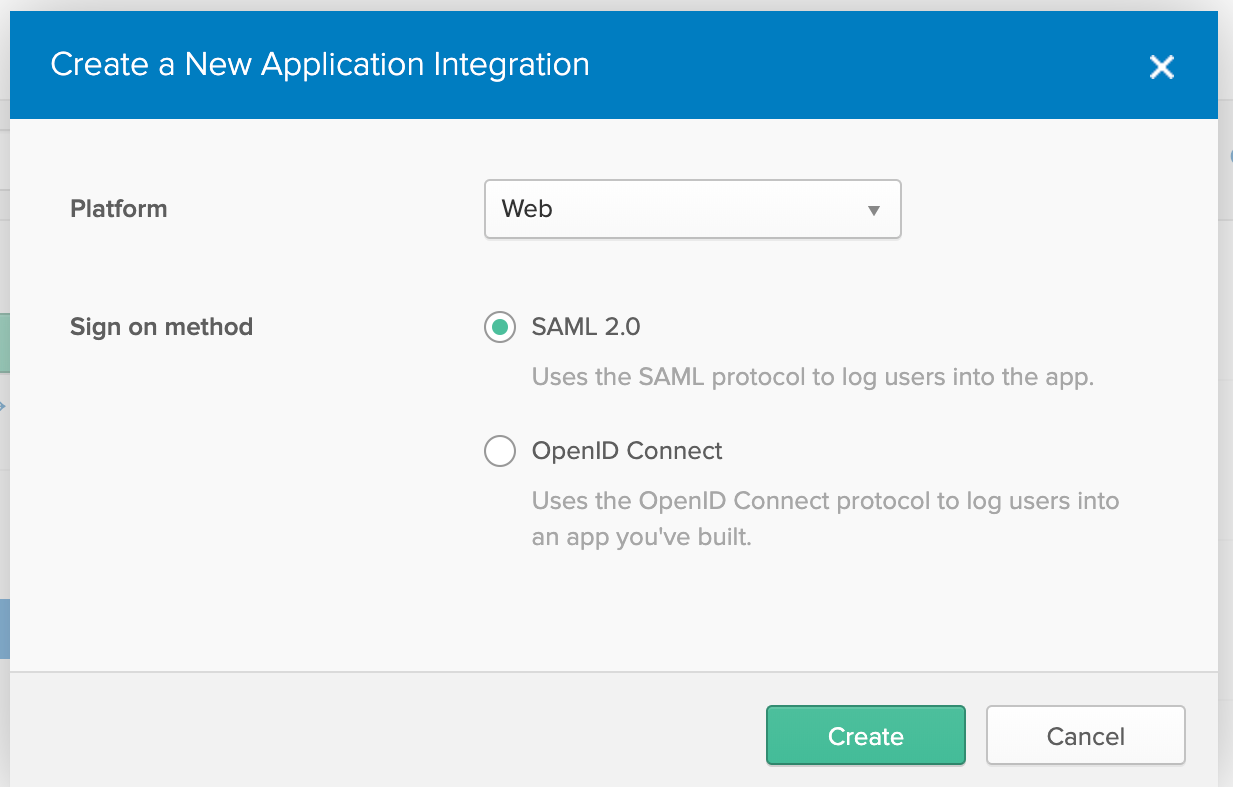 Create a New Application Integration
Platform
Web
Sign on method
SAML 2.0
Uses the SAML protocol to log users into the app.
OpenID Connect
Uses the OpenID Connect protocol to log users into
an app you've built.
Create
Cancel